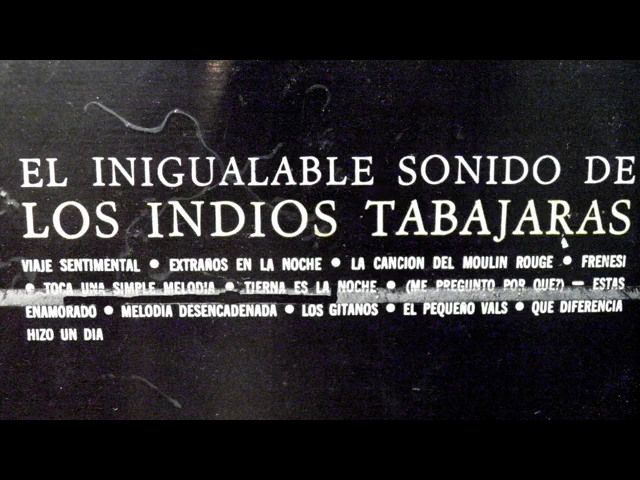 EL INIGUALABLE SONIDO DE
LOS INDIOS TABAJARAS
VIAJE SENTIMENTAL • EXTRAÑOS EN LA NOCHE • LA CANCION DEL MOULIN ROUGE • FRENESI
• TOCA UNA SIMPLE MELODIA • TIERNA ES LA NOCHE • (ME PREGUNTO POR QUE?) — ESTAS
ENAMORADO • MELODIA DESENCADENADA • LOS GITANOS • EL PEQUEÑO VALS • QUE DIFERENCIA
HIZO UN DIA